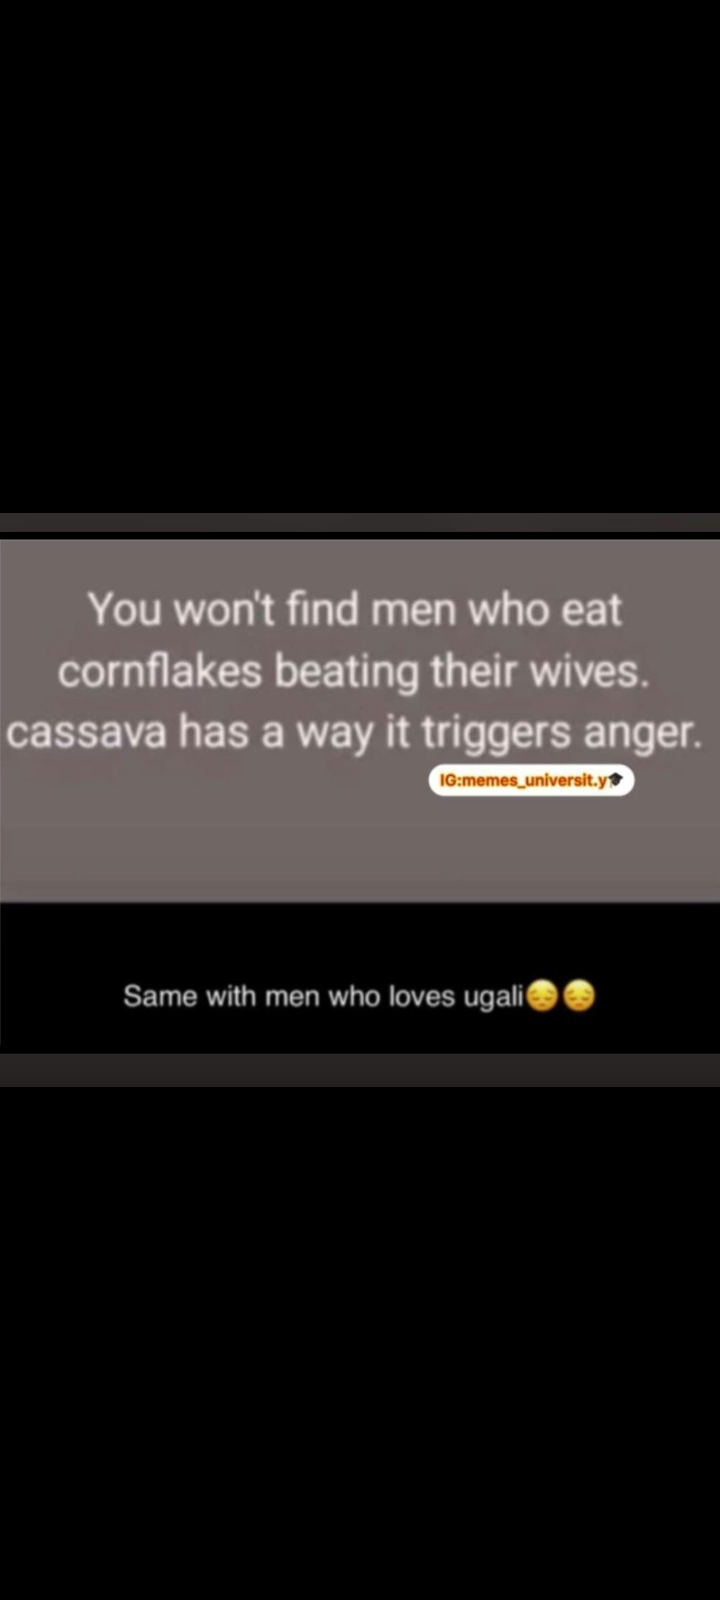 You won't find men who eat
cornflakes beating their wives.
cassava has a way it triggers anger.
IG:memes_universit.y🎓
Same with men who loves ugali😔😔